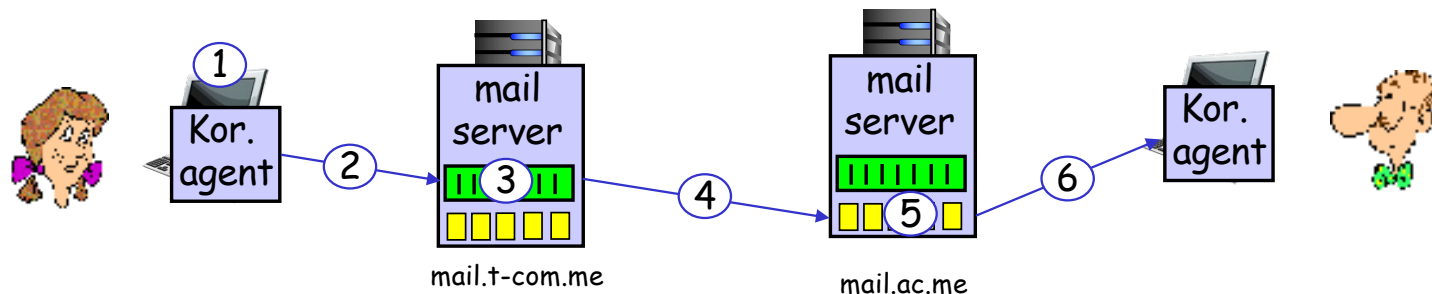 1
Kor.
agent
2
mail
server
3
mail.t-com.me
4
mail
server
5
mail.ac.me
6
Kor.
agent